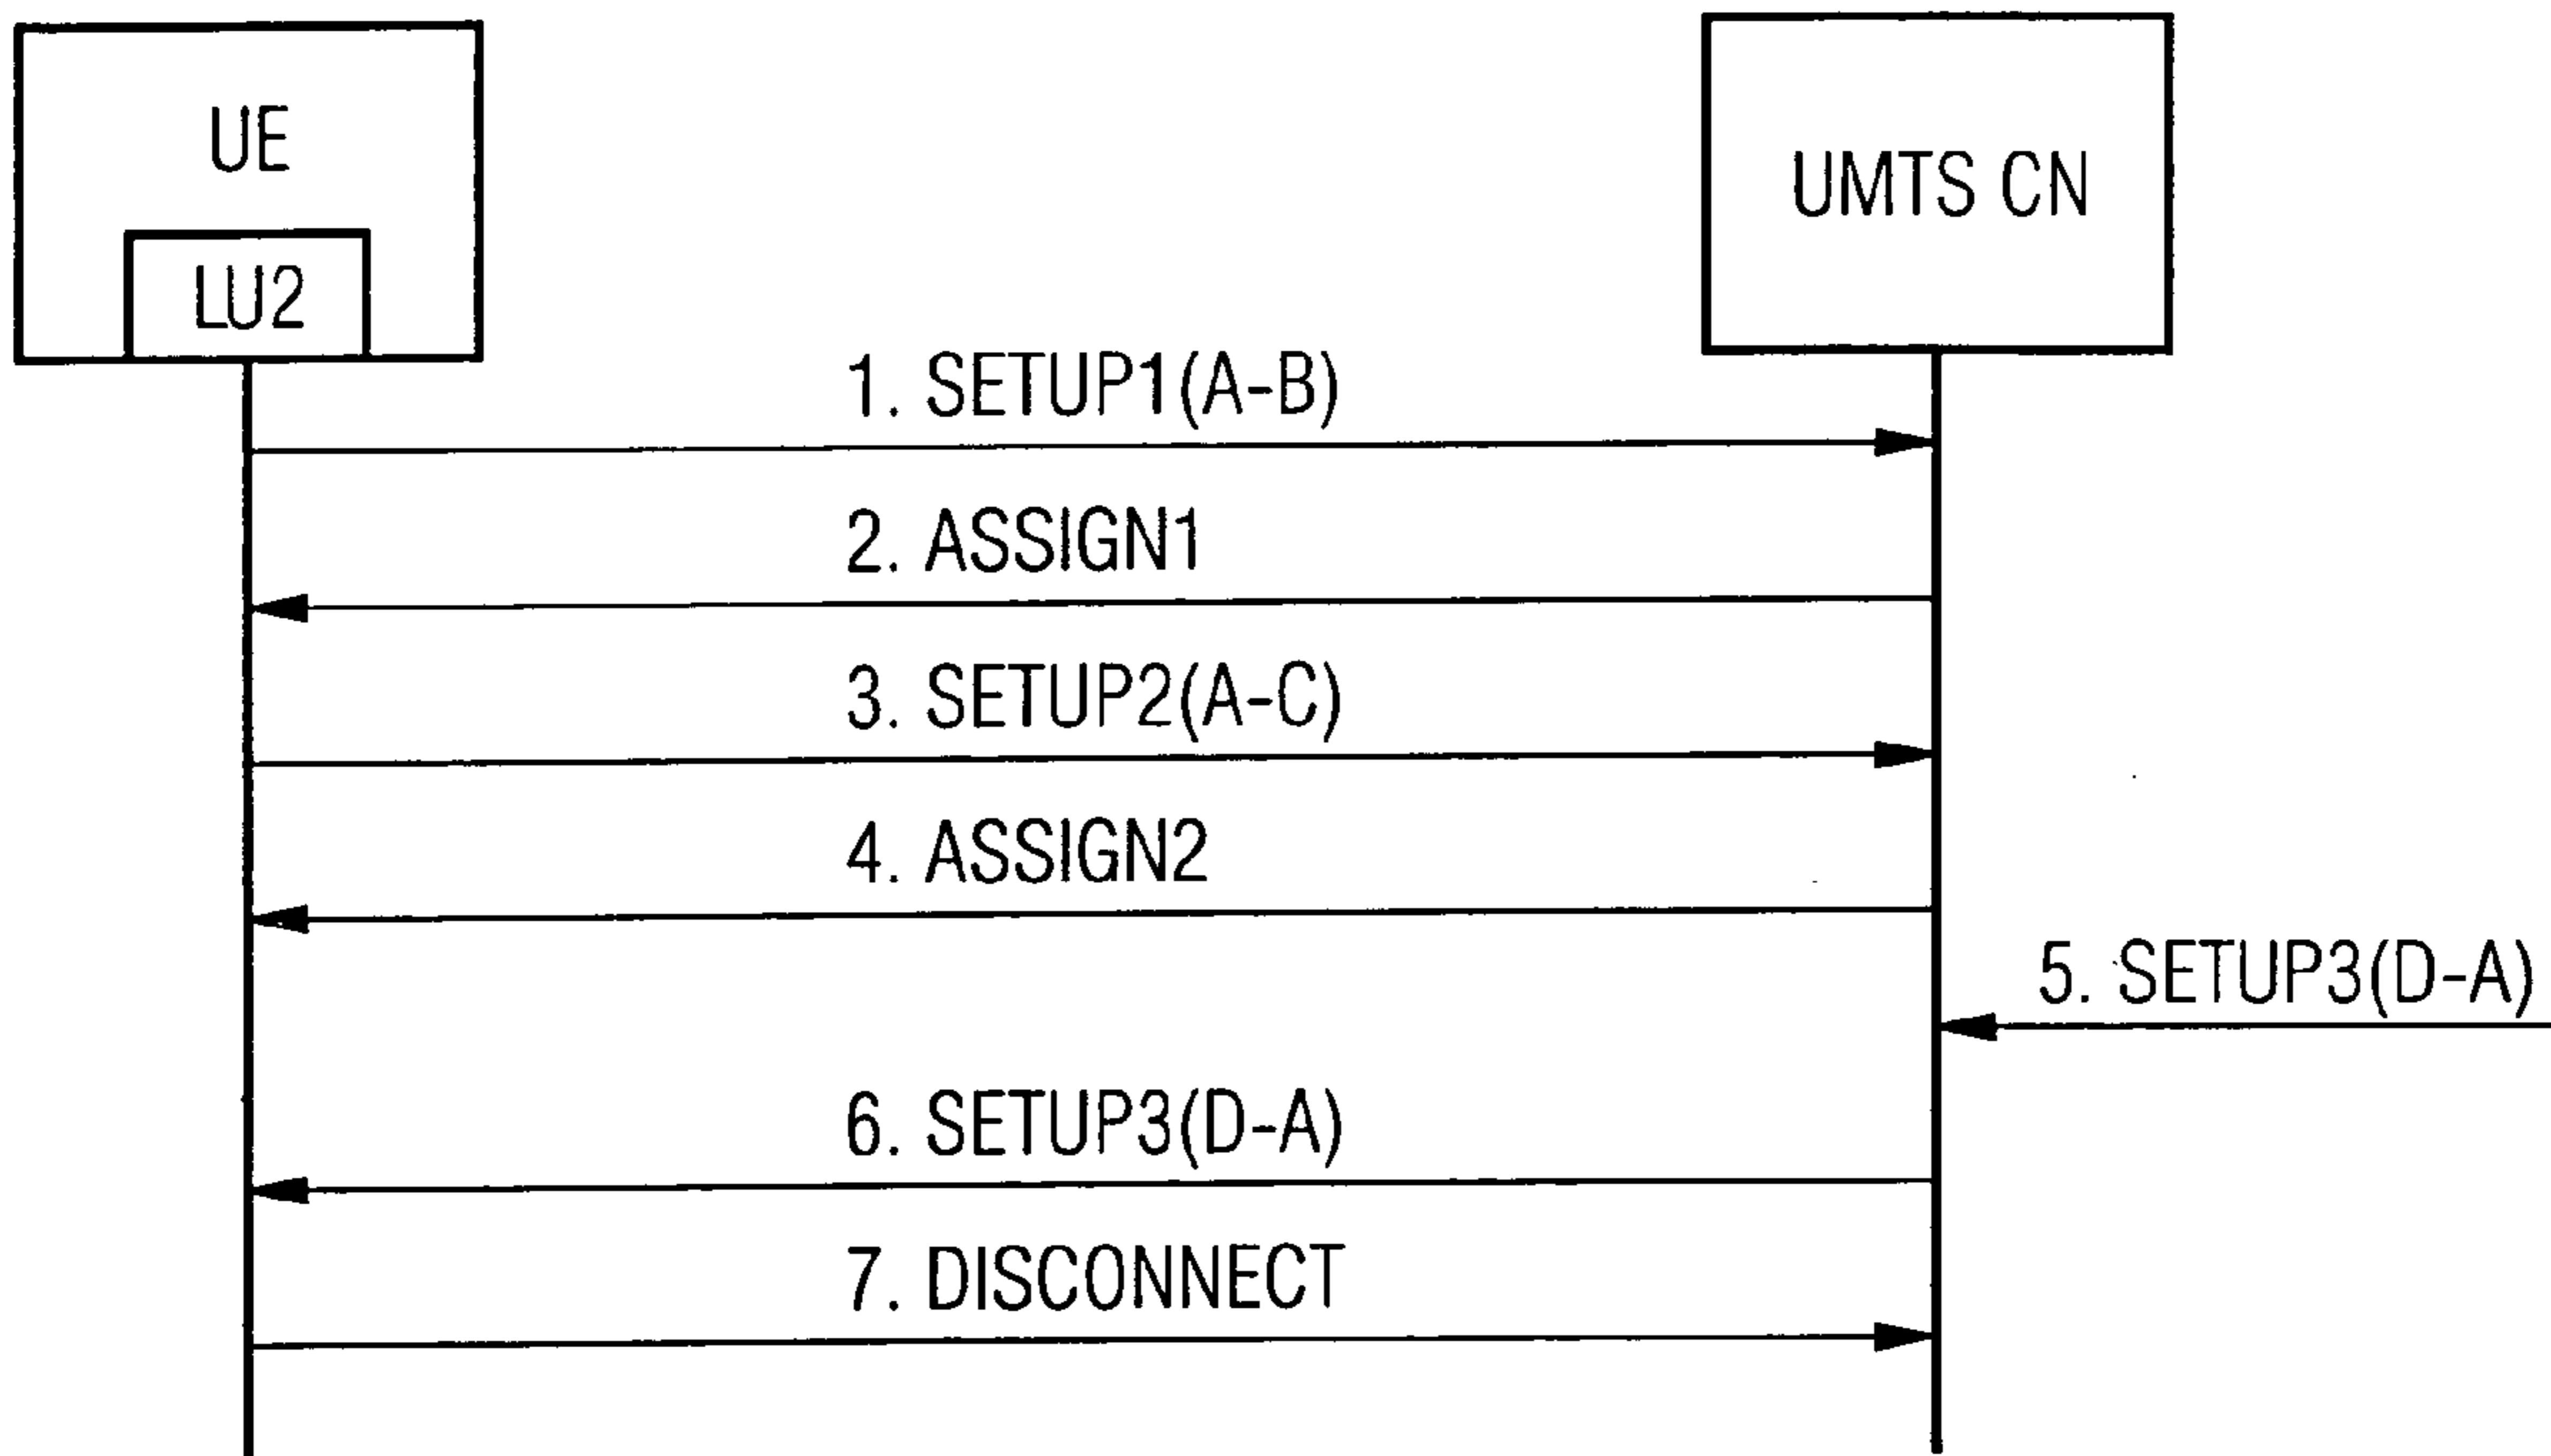 UE
UMTS CN
LU2
1. SETUP1(A-B)
2. ASSIGN1
3. SETUP2(A-C)
4. ASSIGN2
5. SETUP3(D-A)
6. SETUP3(D-A)
7. DISCONNECT